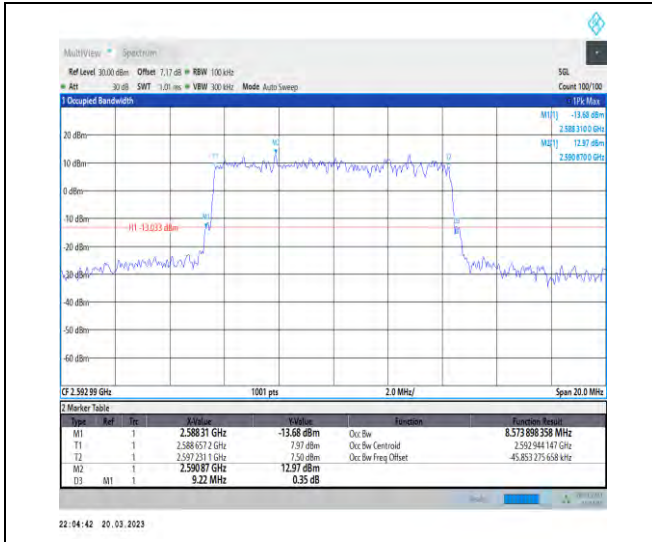 MultiView Spectrum
Ref Level 30.00 dBm Offset 7.17 dB RBW 100 kHz SGL
Att 30 dB SWT 1.01 ms VBW 300 kHz Mode Auto Sweep Count 100/100
1 Occupied Bandwidth 1Pk Max
M1[1] -13.68 dBm
2.588 310 0 GHz
M2[1] 12.97 dBm
2.590 870 0 GHz
20 dBm
M2
T1 T2
10 dBm
0 dBm
-10 dBm
M1
H1 -13.033 dBm
-20 dBm
-30 dBm
-40 dBm
-50 dBm
-60 dBm
CF 2.592 99 GHz 1001 pts 2.0 MHz/ Span 20.0 MHz
2 Marker Table
Type Ref Trc X-Value Y-Value Function Function Result
M1 1 2.588 31 GHz -13.68 dBm Occ Bw 8.573 898 358 MHz
T1 1 2.588 657 2 GHz 7.97 dBm Occ Bw Centroid 2.592 944 147 GHz
T2 1 2.597 231 1 GHz 7.50 dBm Occ Bw Freq Offset -45.853 275 658 kHz
M2 1 2.590 87 GHz 12.97 dBm
D3 M1 1 9.22 MHz 0.35 dB
22:04:42 20.03.2023